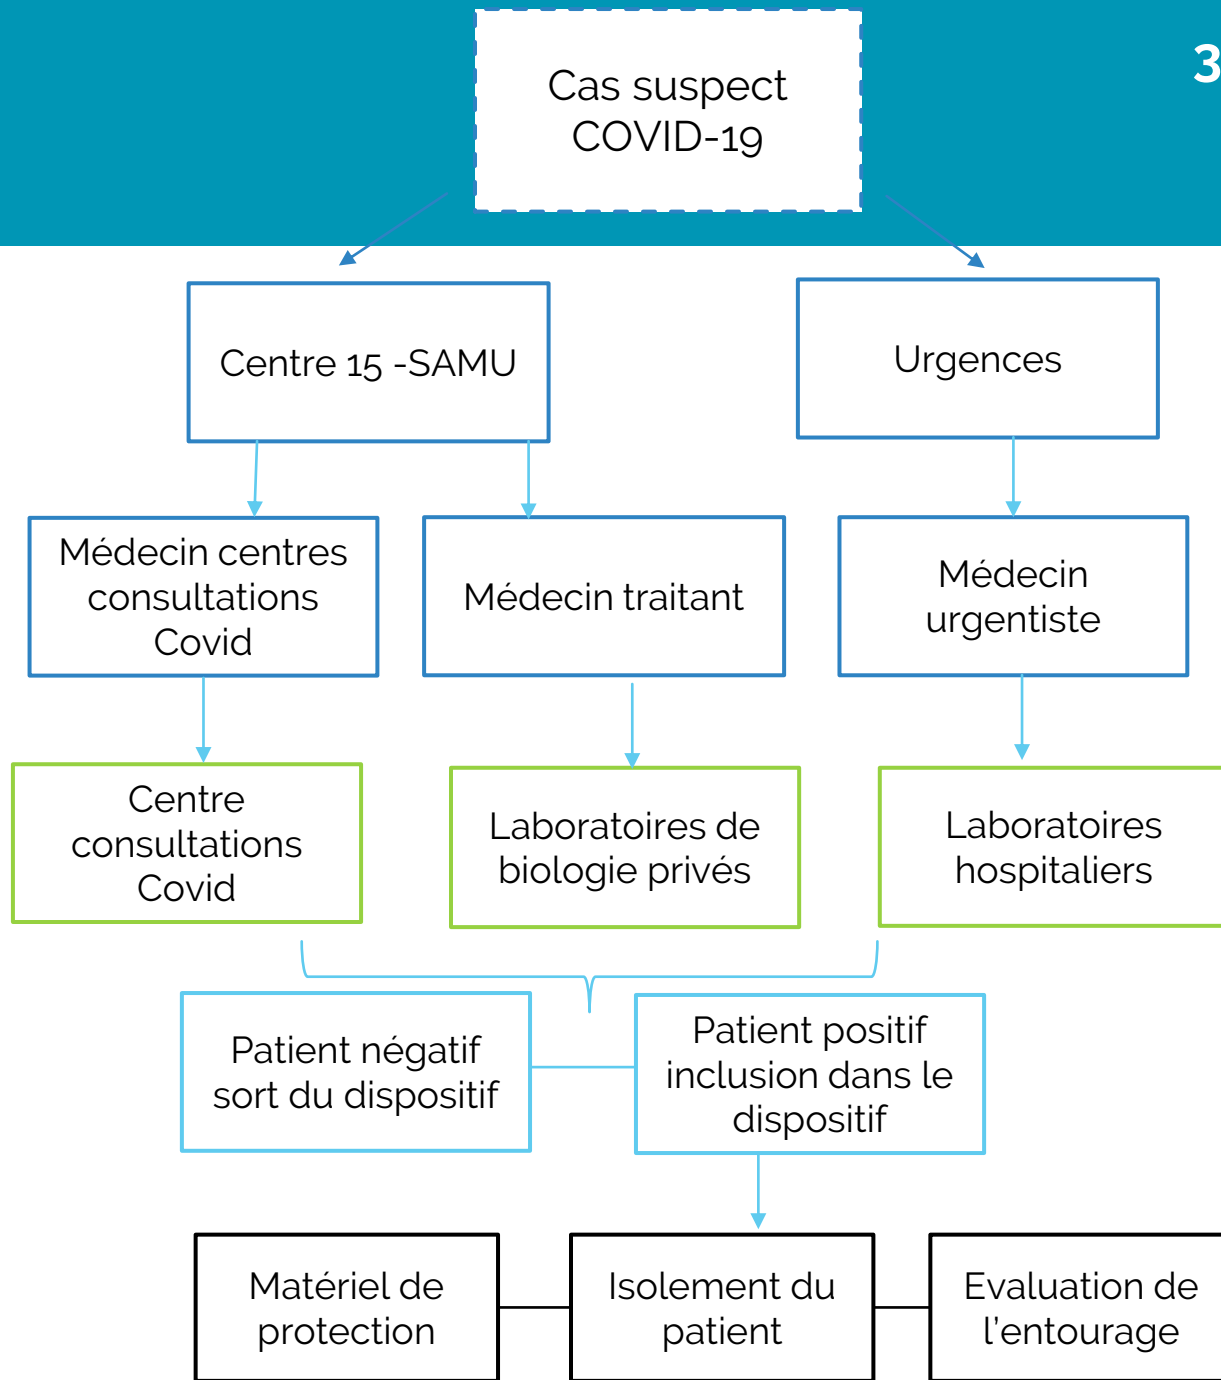 3
Cas suspect
COVID-19
Centre 15 -SAMU
Urgences
Médecin centres
consultations
Covid
Médecin traitant
Médecin
urgentiste
Centre
consultations
Covid
Laboratoires de
biologie privés
Laboratoires
hospitaliers
Patient négatif
sort du dispositif
Patient positif
inclusion dans le
dispositif
Matériel de
protection
Isolement du
patient
Evaluation de
l'entourage